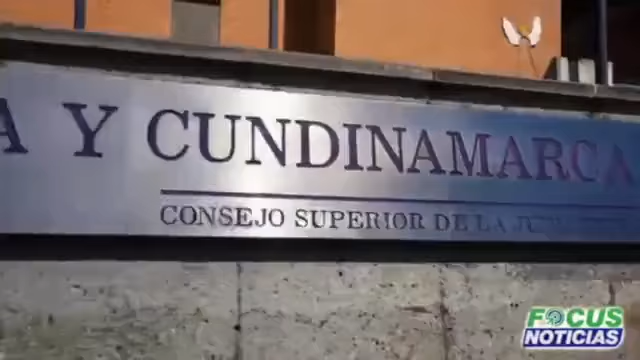 A Y CUNDINAMARCA
CONSEJO SUPERIOR DE LA
FOCUS
NOTICIAS